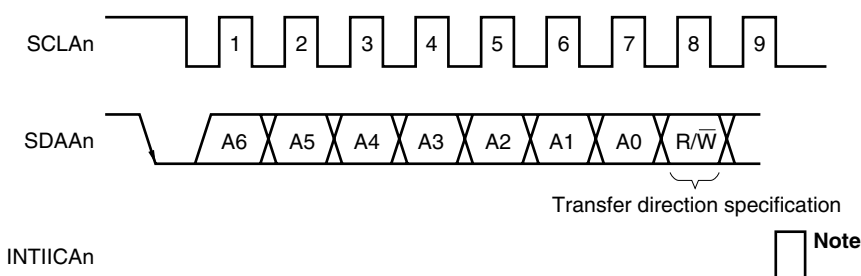 SCLAn 1 2 3 4 5 6 7 8 9
SDAAn A6 A5 A4 A3 A2 A1 A0 R/W̅
Transfer direction specification
INTIICAn Note